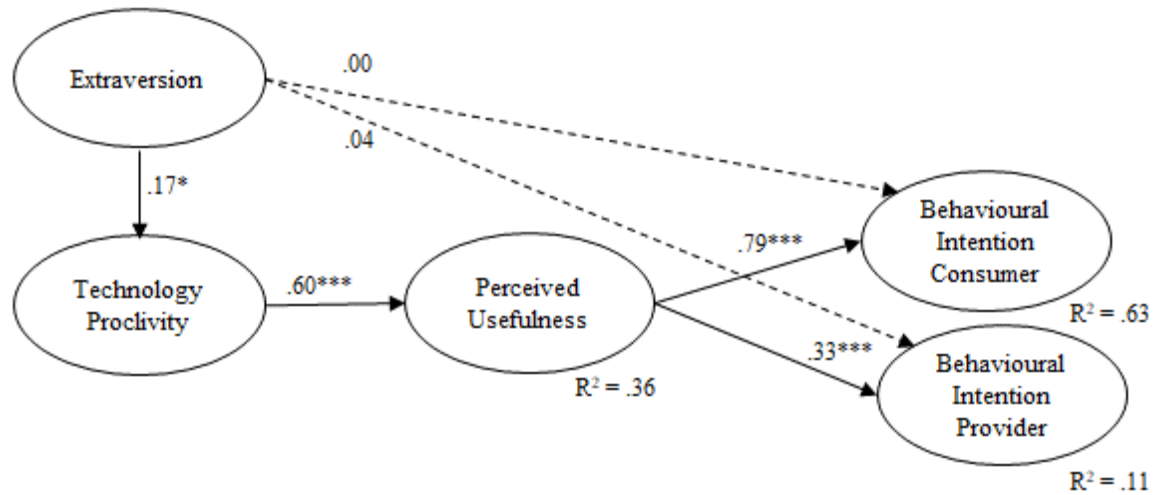 Extraversion
.00
.04
.17*
Behavioural
Intention
Consumer
.79***
Technology
Proclivity
.60***
Perceived
Usefulness
R² = .63
.33***
Behavioural
Intention
Provider
R² = .36
R² = .11